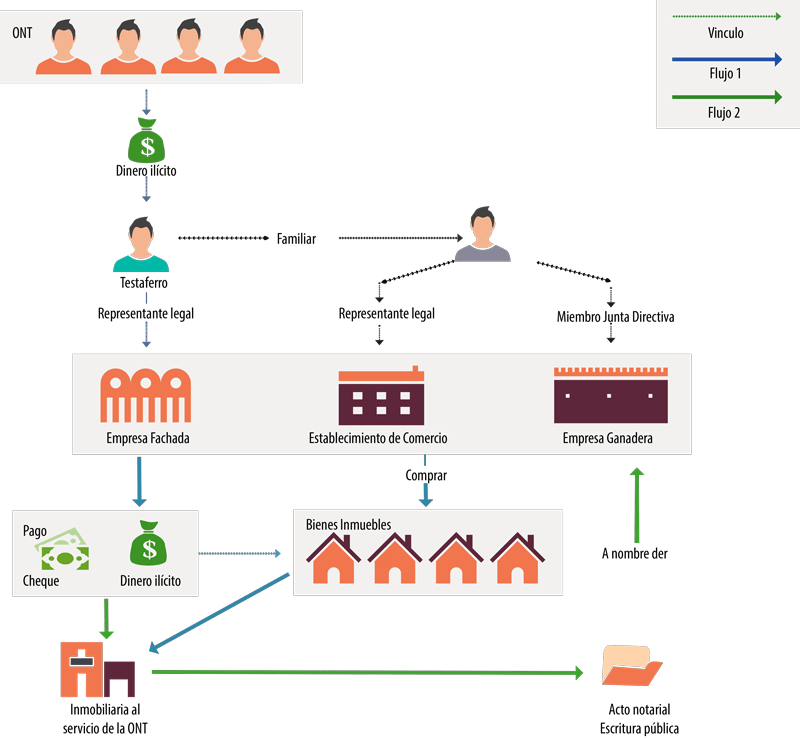 ONT
Vinculo
Flujo 1
Flujo 2
$
Dinero ilícito
Familiar
Testaferro
Representante legal
Representante legal
Miembro Junta Directiva
Empresa Fachada
Establecimiento de Comercio
Empresa Ganadera
Comprar
Pago
$
Cheque
Dinero ilícito
Bienes Inmuebles
A nombre der
Inmobiliaria al
servicio de la ONT
Acto notarial
Escritura pública